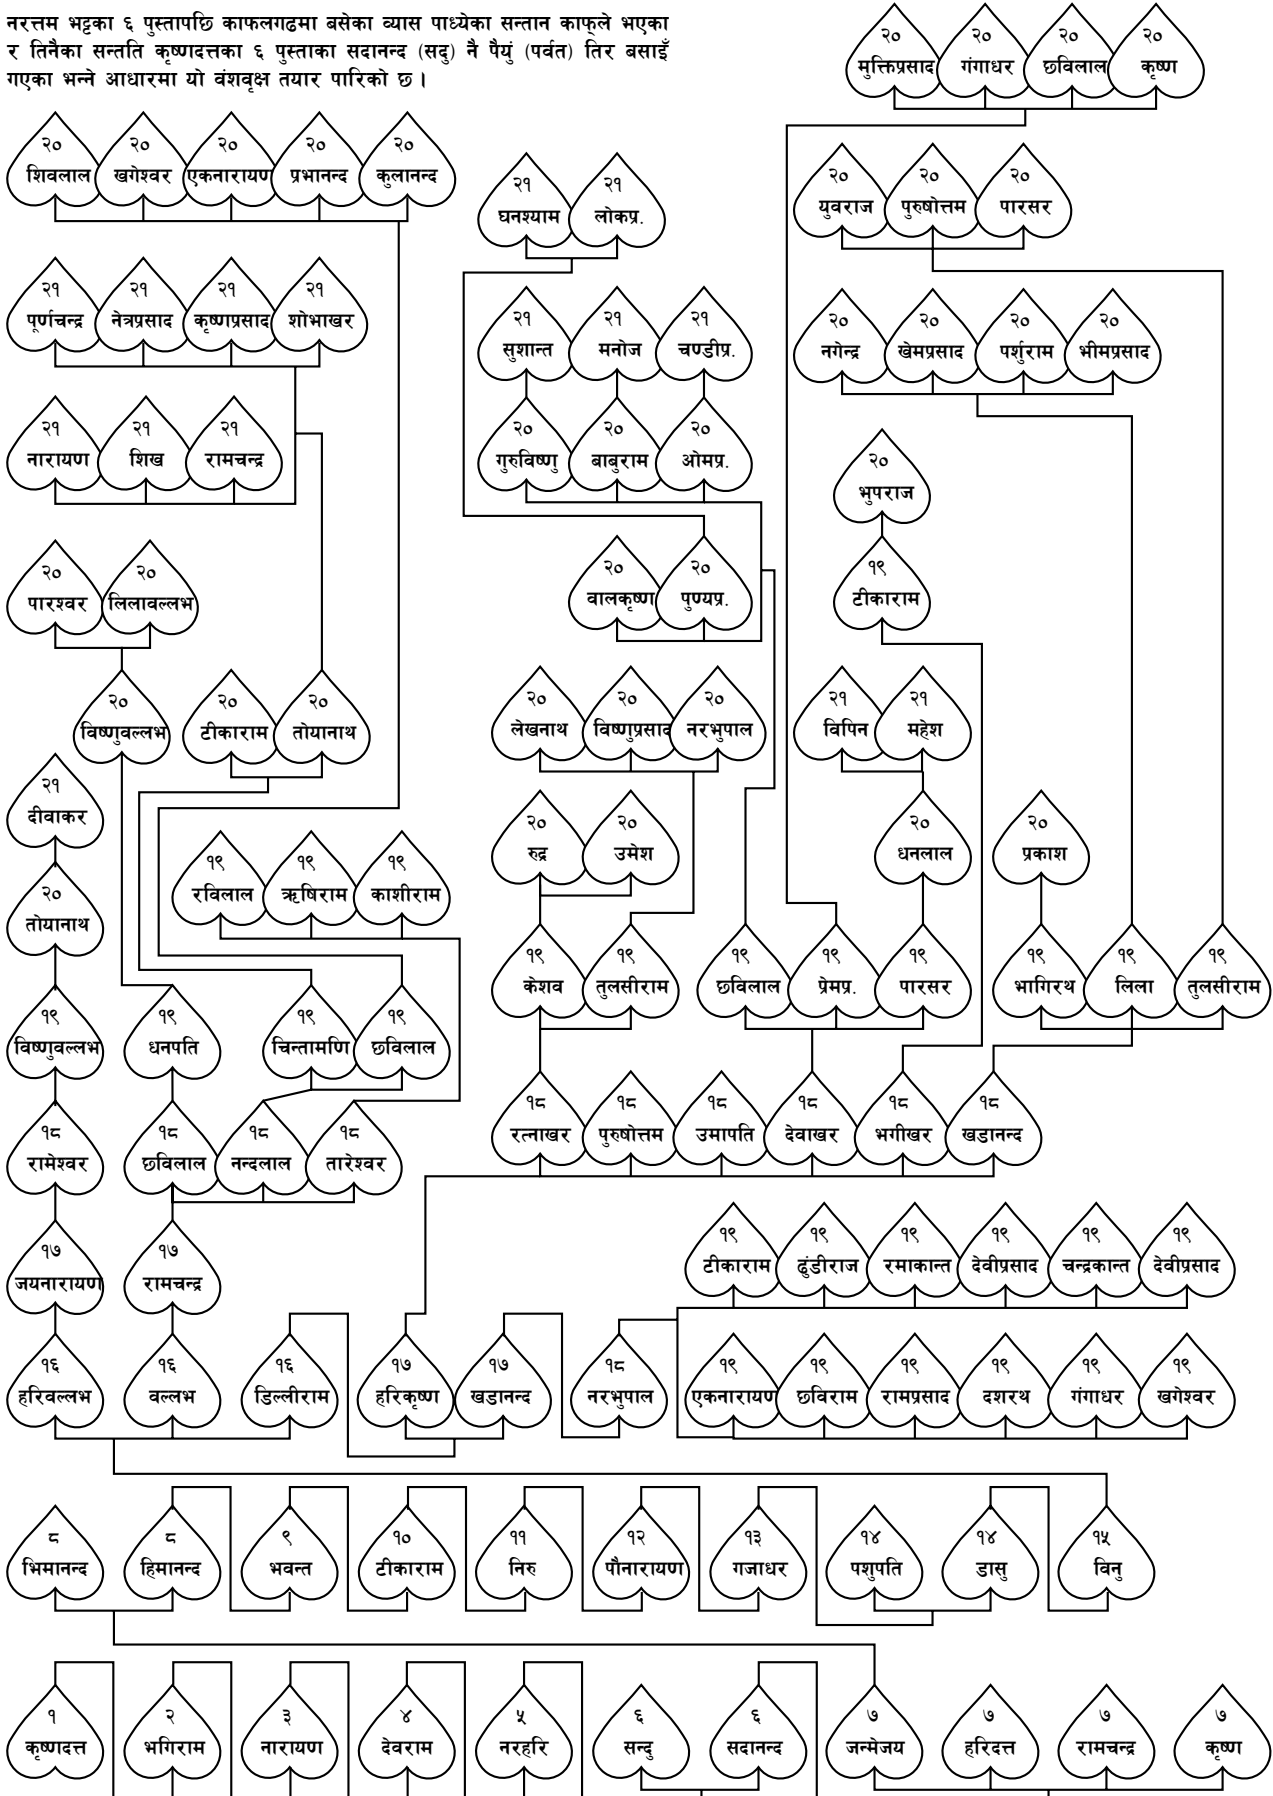 नरत्तम भट्टका ६ पुस्तापछि काफलगढमा बसेका व्यास पाध्येका सन्तान काफ्ले भएका
र तिनैका सन्तति कृष्णदत्तका ६ पुस्ताका सदानन्द (सदु) नै पैयुं (पर्वत) तिर बसाइँ
गएका भन्ने आधारमा यो वंशवृक्ष तयार पारिको छ ।
२० २० २० २०
मुक्तिप्रसाद गंगाधर छविलाल कृष्ण
२० २० २० २० २०
शिवलाल खगेश्वर एकनारायण प्रभानन्द कुलानन्द
२१ २१
घनश्याम लोकप्र.
२० २० २०
युवराज पुरुषोत्तम पारसर
२१ २१ २१ २१
पूर्णचन्द्र नेत्रप्रसाद कृष्णप्रसाद शोभाखर
२१ २१ २१
सुशान्त मनोज चण्डीप्र.
२० २० २० २०
नगेन्द्र खेमप्रसाद पर्शुराम भीमप्रसाद
२१ २१ २१
नारायण शिख रामचन्द्र
२० २० २०
गुरुविष्णु बाबुराम ओमप्र.
२०
भुपराज
२० २०
पारश्वर लिलावल्लभ
२० २०
वालकृष्ण पुण्यप्र.
१९
टीकाराम
२० २० २०
विष्णुवल्लभ टीकाराम तोयानाथ
२० २० २०
लेखनाथ विष्णुप्रसाद नरभुपाल
२१ २१
विपिन महेश
२१
दीवाकर
२० २०
रुद्र उमेश
२० २०
धनलाल प्रकाश
२०
तोयानाथ
१९ १९ १९
रविलाल ऋषिराम काशीराम
१९ १९ १९ १९ १९ १९ १९ १९
केशव तुलसीराम छविलाल प्रेमप्र. पारसर भागिरथ लिला तुलसीराम
१९ १९ १९ १९
विष्णुवल्लभ धनपति चिन्तामणि छविलाल
१८ १८ १८ १८
रामेश्वर छविलाल नन्दलाल तारेश्वर
१८ १८ १८ १८ १८ १८
रत्नाखर पुरुषोत्तम उमापति देवाखर भगीखर खडानन्द
१७ १७
जयनारायण रामचन्द्र
१९ १९ १९ १९ १९ १९
टीकाराम ढुंडीराज रमाकान्त देवीप्रसाद चन्द्रकान्त देवीप्रसाद
१६ १६ १६ १७ १७ १८ १९ १९ १९ १९ १९ १९
हरिवल्लभ वल्लभ डिल्लीराम हरिकृष्ण खडानन्द नरभुपाल एकनारायण छविराम रामप्रसाद दशरथ गंगाधर खगेश्वर
८ ८ ९ १० ११ १२ १३ १४ १४ १५
भिमानन्द हिमानन्द भवन्त टीकाराम निरु पौनारायण गजाधर पशुपति डासु विनु
१ २ ३ ४ ५ ६ ६ ७ ७ ७ ७
कृष्णदत्त भगिराम नारायण देवराम नरहरि सन्दु सदानन्द जन्मेजय हरिदत्त रामचन्द्र कृष्ण